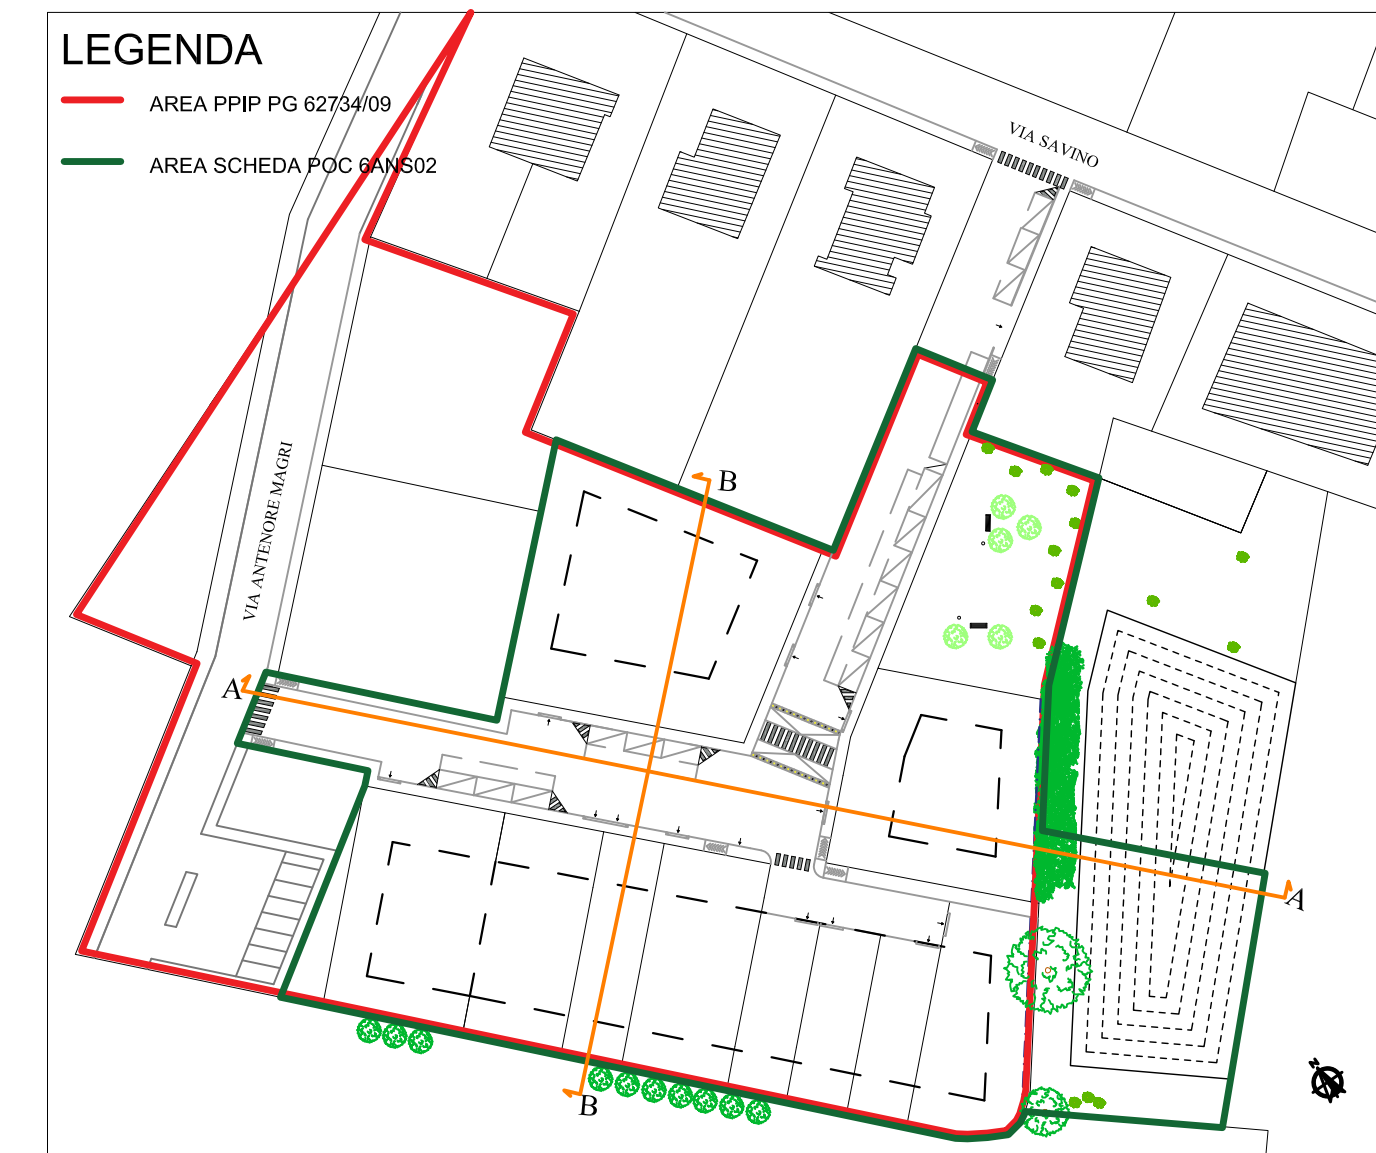 LEGENDA
AREA PPIP PG 62734/09
AREA SCHEDA POC 6ANS02
VIA SAVINO
B
VIA ANTENORE MAGRI
A
A
B
N